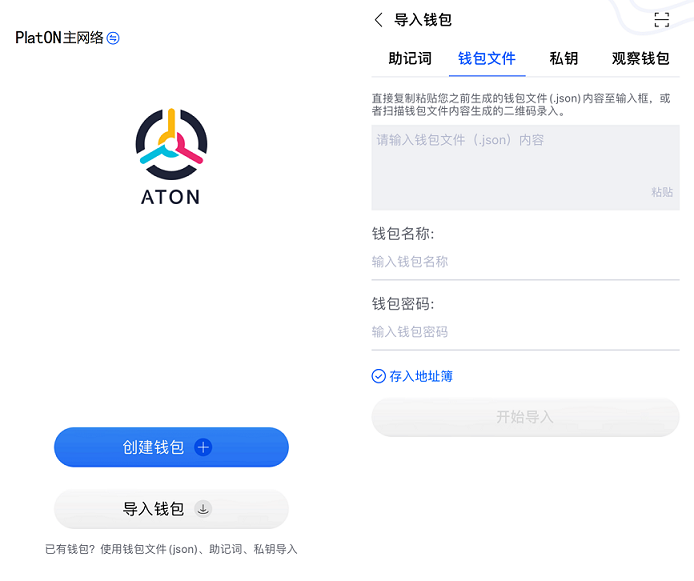 PlatON主网络
ATON
创建钱包
导入钱包
已有钱包？使用钱包文件(json)、助记词、私钥导入
导入钱包
助记词 钱包文件 私钥 观察钱包
直接复制粘贴您之前生成的钱包文件(.json)内容至输入框，或
者扫描钱包文件内容生成的二维码录入。
请输入钱包文件（.json）内容
粘贴
钱包名称:
输入钱包名称
钱包密码:
输入钱包密码
存入地址簿
开始导入